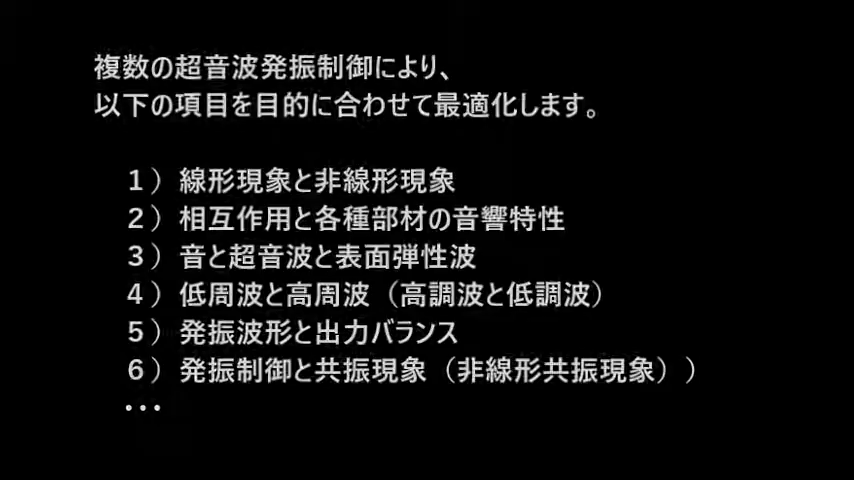 複数の超音波発振制御により、
以下の項目を目的に合わせて最適化します。
１）線形現象と非線形現象
２）相互作用と各種部材の音響特性
３）音と超音波と表面弾性波
４）低周波と高周波（高調波と低調波）
５）発振波形と出力バランス
６）発振制御と共振現象（非線形共振現象））
・・・